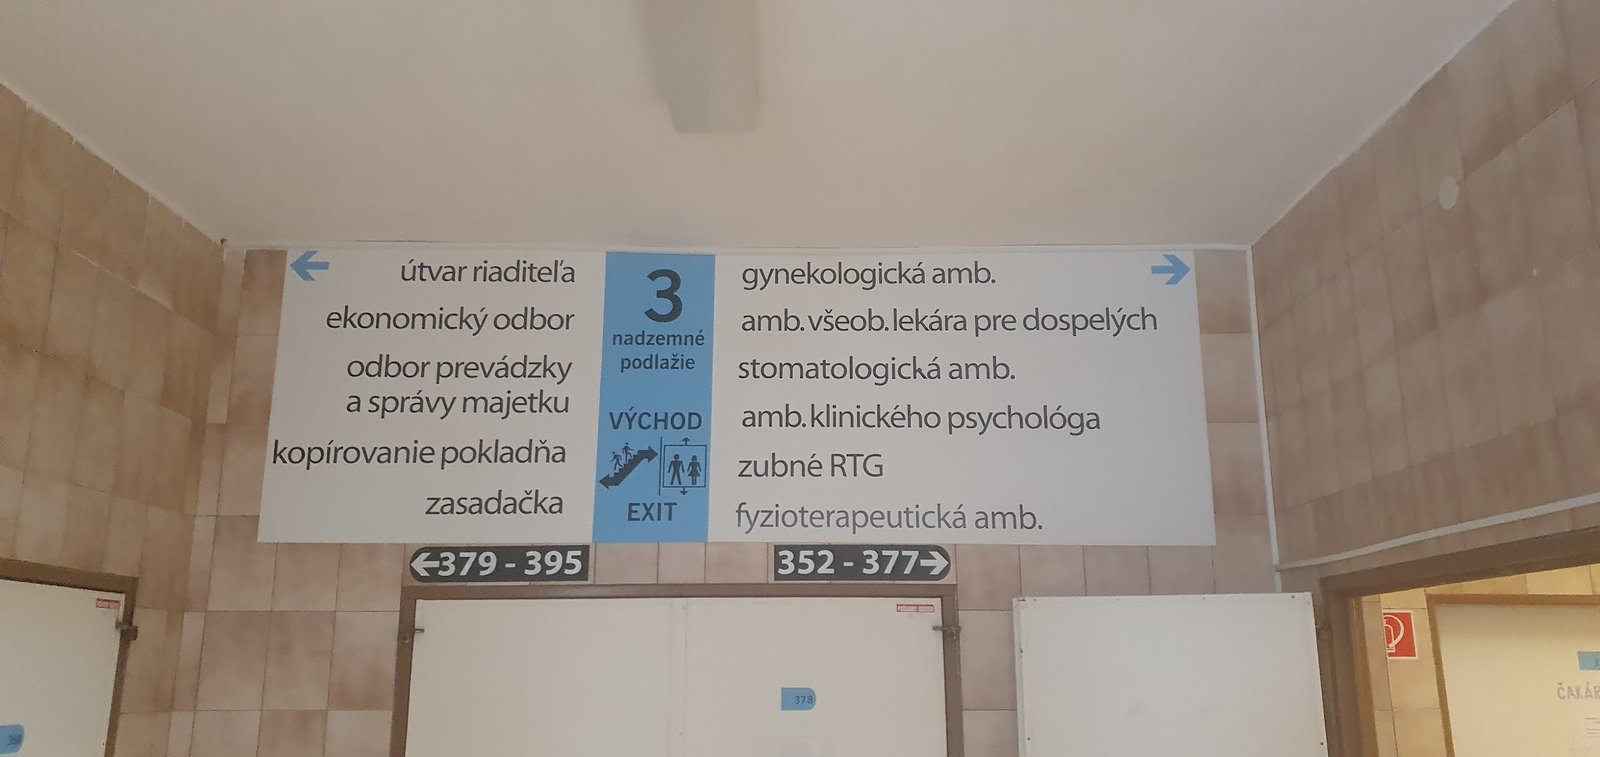 útvar riaditeľa
ekonomický odbor
odbor prevádzky
a správy majetku
kopírovanie pokladňa
zasadačka
3
nadzemné
podlažie
VÝCHOD
EXIT
gynekologická amb.
amb. všeob. lekára pre dospelých
stomatologická amb.
amb. klinického psychológa
zubné RTG
fyzioterapeutická amb.
←379 - 395
352 - 377→
378